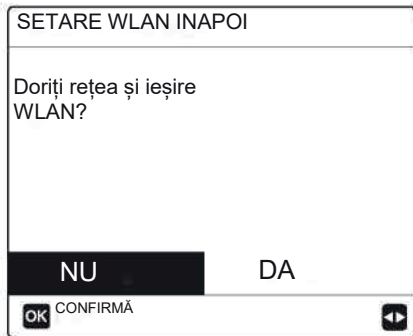 SETARE WLAN INAPOI
Doriți rețea și ieșire
WLAN?
NU DA
OK CONFIRMĂ